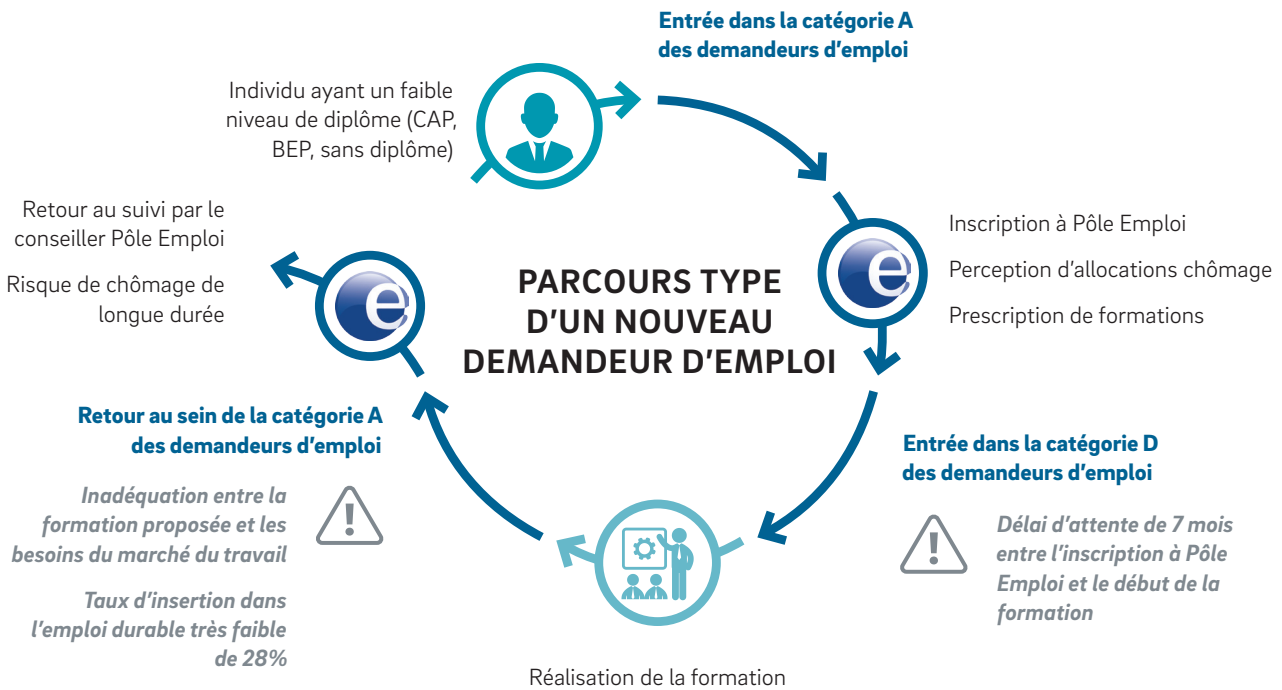 Entrée dans la catégorie A
des demandeurs d'emploi
Individu ayant un faible
niveau de diplôme (CAP,
BEP, sans diplôme)
Inscription à Pôle Emploi
Perception d'allocations chômage
Prescription de formations
PARCOURS TYPE
D'UN NOUVEAU
DEMANDEUR D'EMPLOI
Entrée dans la catégorie D
des demandeurs d'emploi
Délai d'attente de 7 mois
entre l'inscription à Pôle
Emploi et le début de la
formation
Réalisation de la formation
Retour au sein de la catégorie A
des demandeurs d'emploi
Inadéquation entre la
formation proposée et les
besoins du marché du travail
Taux d'insertion dans
l'emploi durable très faible
de 28%
Retour au suivi par le
conseiller Pôle Emploi
Risque de chômage de
longue durée